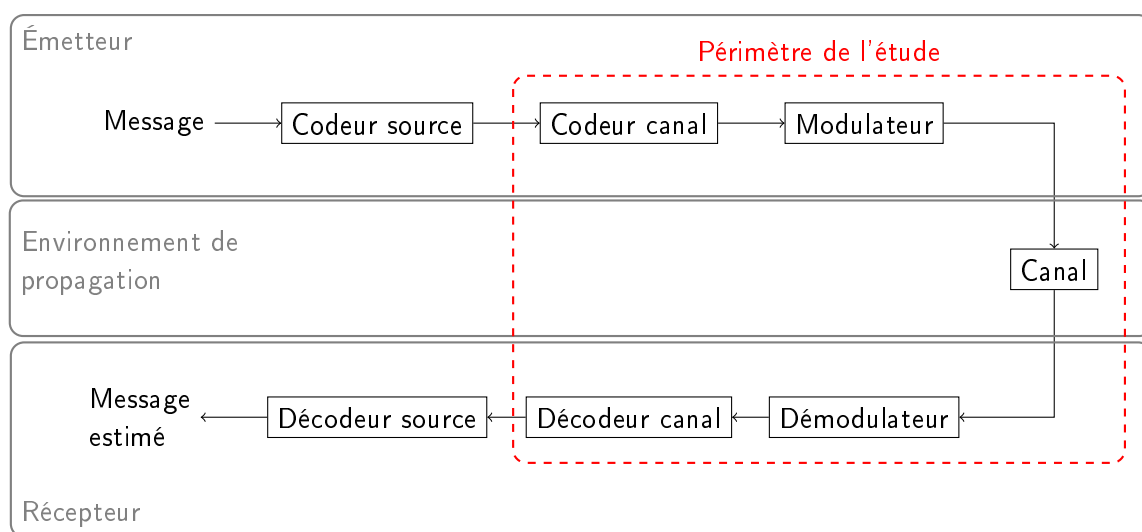 Émetteur
Périmètre de l'étude
Message
Codeur source
Codeur canal
Modulateur
Environnement de
propagation
Canal
Message
estimé
Décodeur source
Décodeur canal
Démodulateur
Récepteur